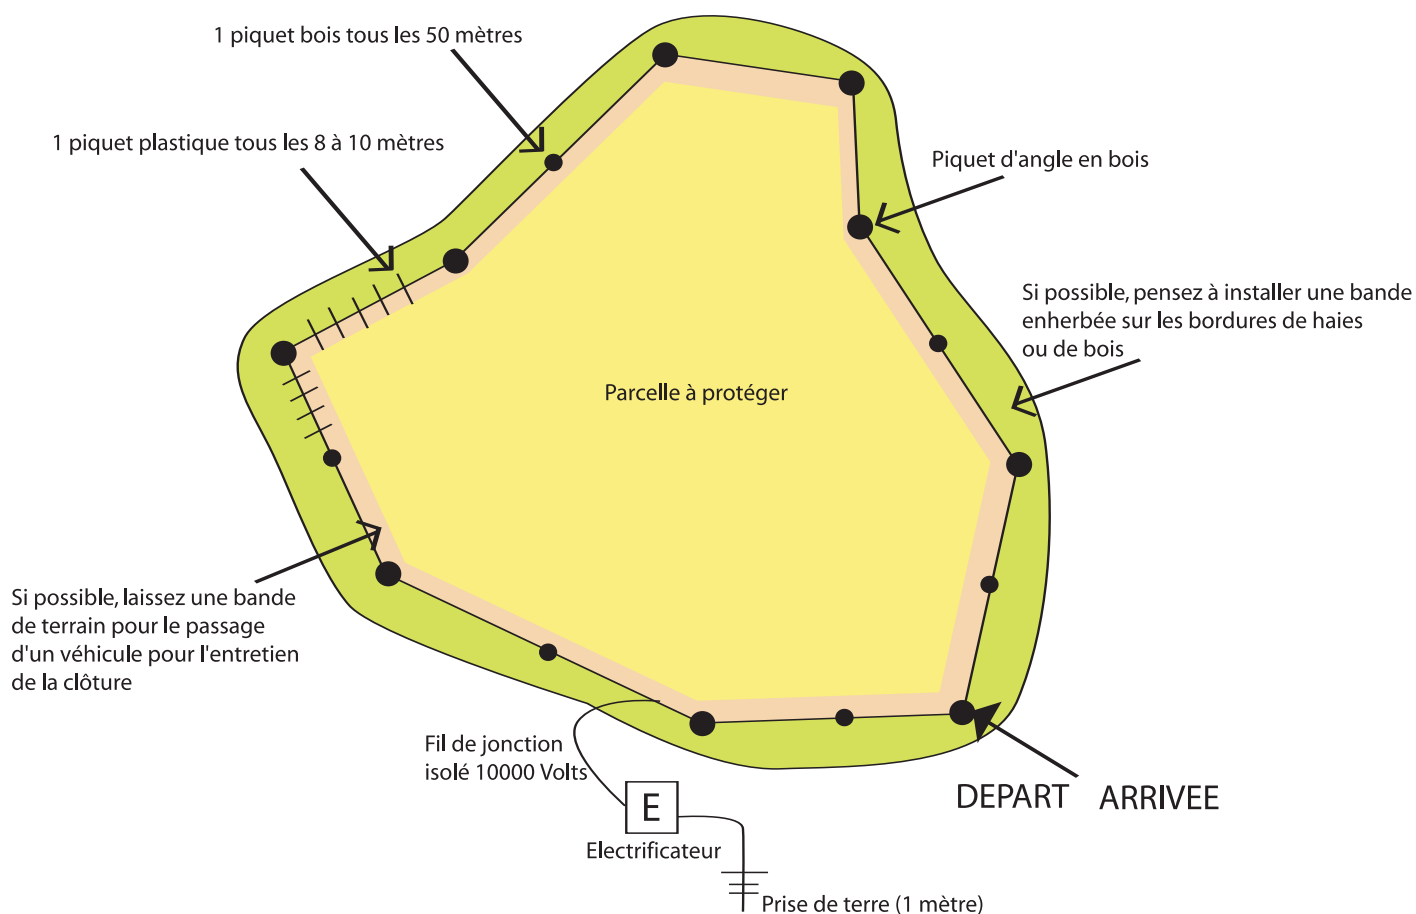 1 piquet bois tous les 50 mètres
1 piquet plastique tous les 8 à 10 mètres
Piquet d'angle en bois
Si possible, pensez à installer une bande
enherbée sur les bordures de haies
ou de bois
Parcelle à protéger
Si possible, laissez une bande
de terrain pour le passage
d'un véhicule pour l'entretien
de la clôture
Fil de jonction
isolé 10000 Volts
E
Electrificateur
DEPART ARRIVEE
Prise de terre (1 mètre)